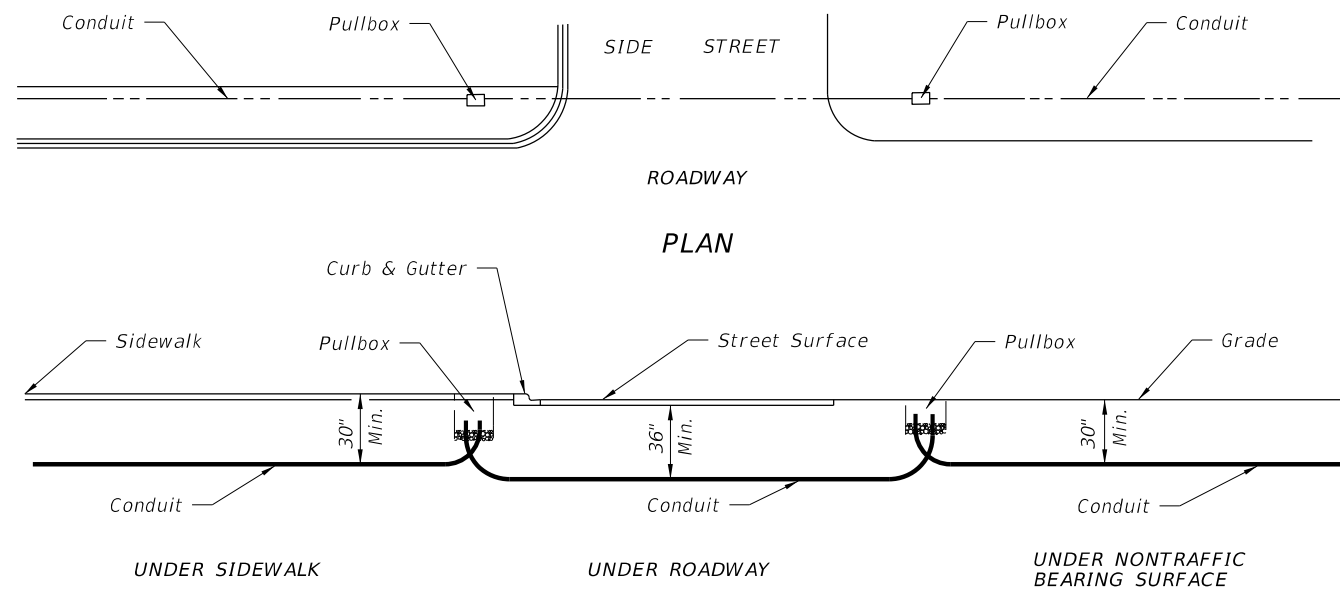 Conduit
Pullbox
SIDE STREET
Pullbox
Conduit
ROADWAY
PLAN
Curb & Gutter
Sidewalk
Pullbox
Street Surface
Pullbox
Grade
30"
Min.
36"
Min.
30"
Min.
Conduit
Conduit
Conduit
UNDER SIDEWALK
UNDER ROADWAY
UNDER NONTRAFFIC
BEARING SURFACE